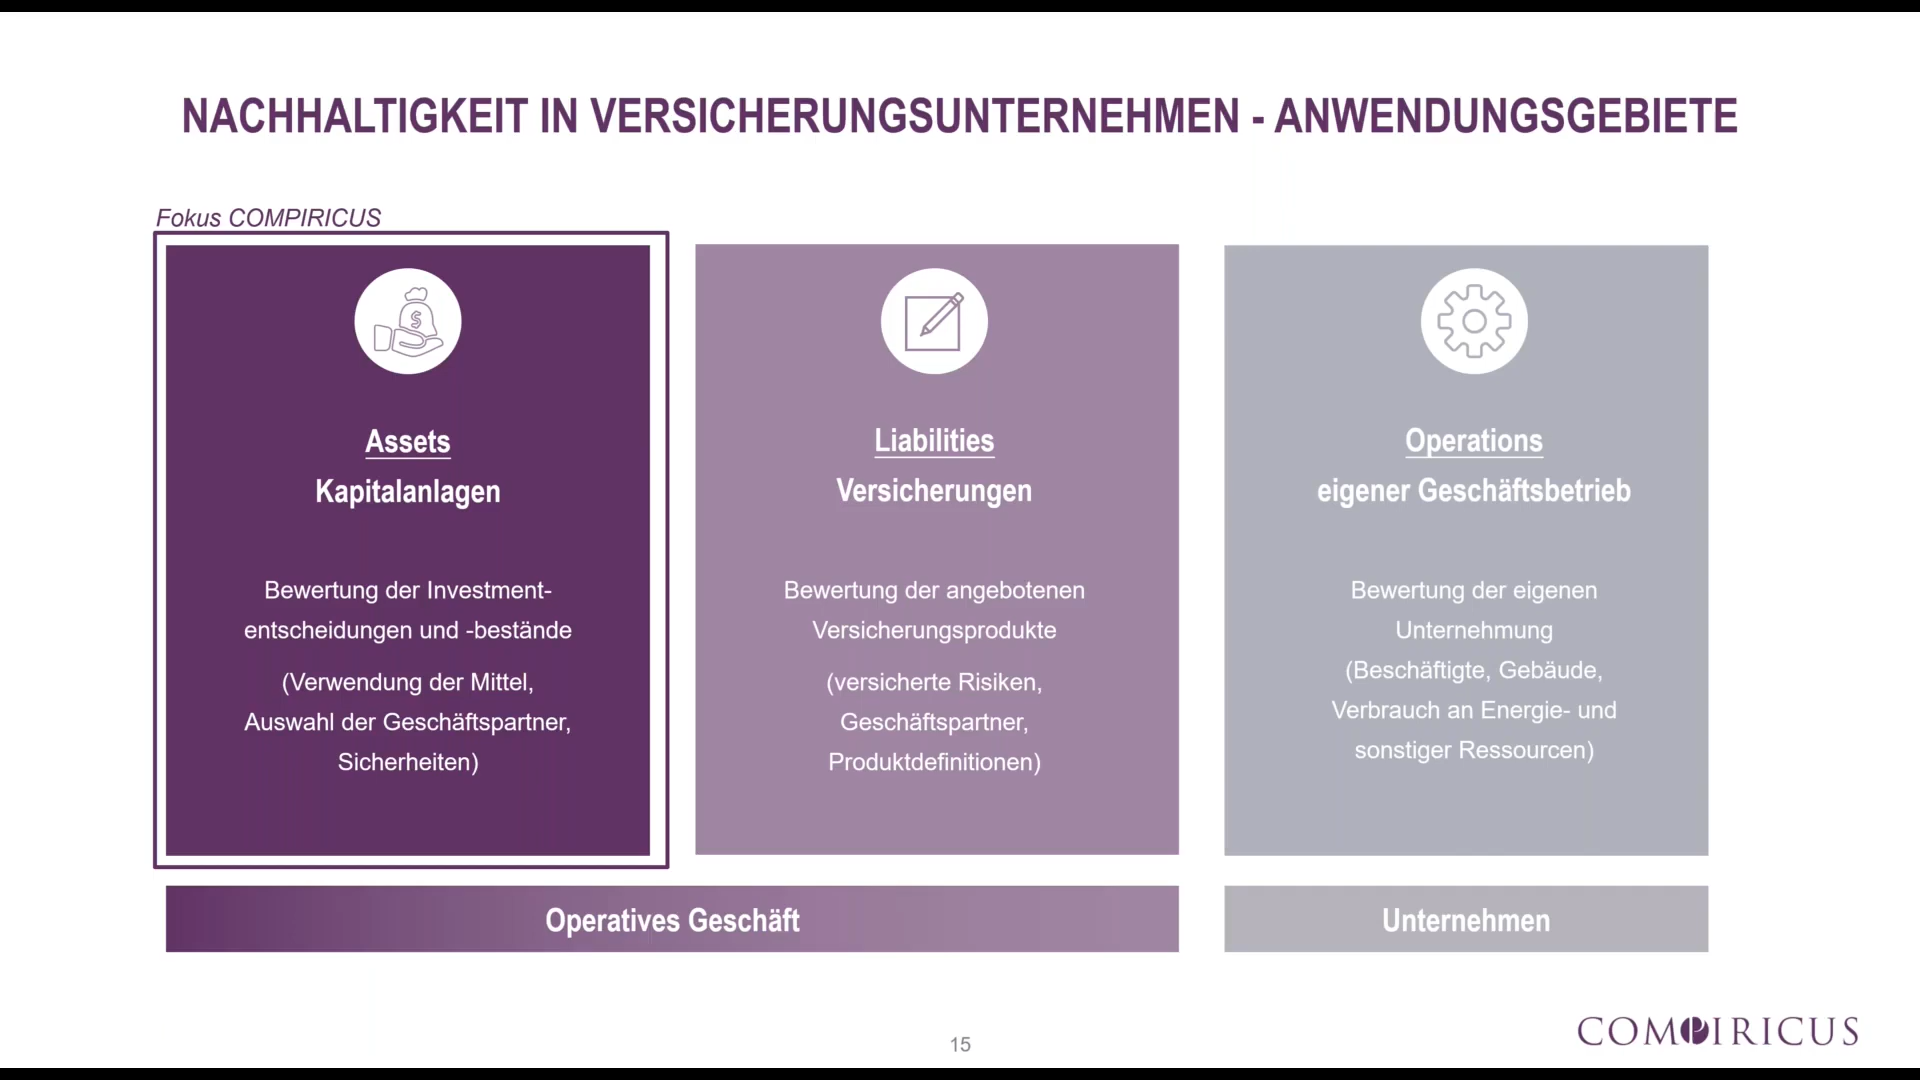 NACHHALTIGKEIT IN VERSICHERUNGSUNTERNEHMEN - ANWENDUNGSGEBIETE
Fokus COMPIRICUS
$
Assets
Kapitalanlagen
Bewertung der Investment-
entscheidungen und -bestände
(Verwendung der Mittel,
Auswahl der Geschäftspartner,
Sicherheiten)
Liabilities
Versicherungen
Bewertung der angebotenen
Versicherungsprodukte
(versicherte Risiken,
Geschäftspartner,
Produktdefinitionen)
Operations
eigener Geschäftsbetrieb
Bewertung der eigenen
Unternehmung
(Beschäftigte, Gebäude,
Verbrauch an Energie- und
sonstiger Ressourcen)
Operatives Geschäft
Unternehmen
15
COMPIRICUS